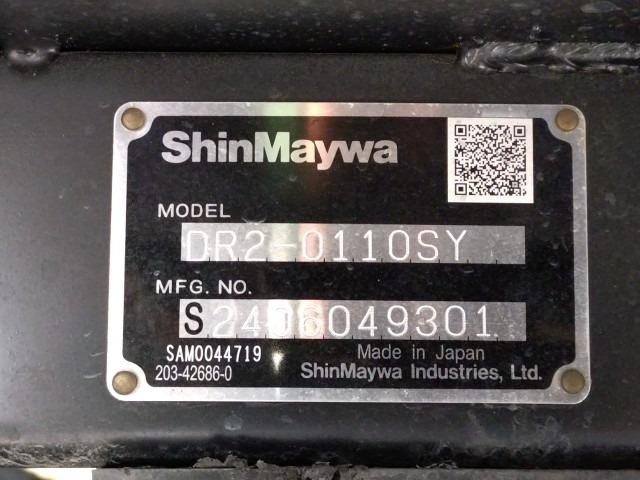 ShinMaywa
MODEL
DR2-0110SY
MFG. NO.
S2406049301
SAM0044719
203-42686-0
Made in Japan
ShinMaywa Industries, Ltd.